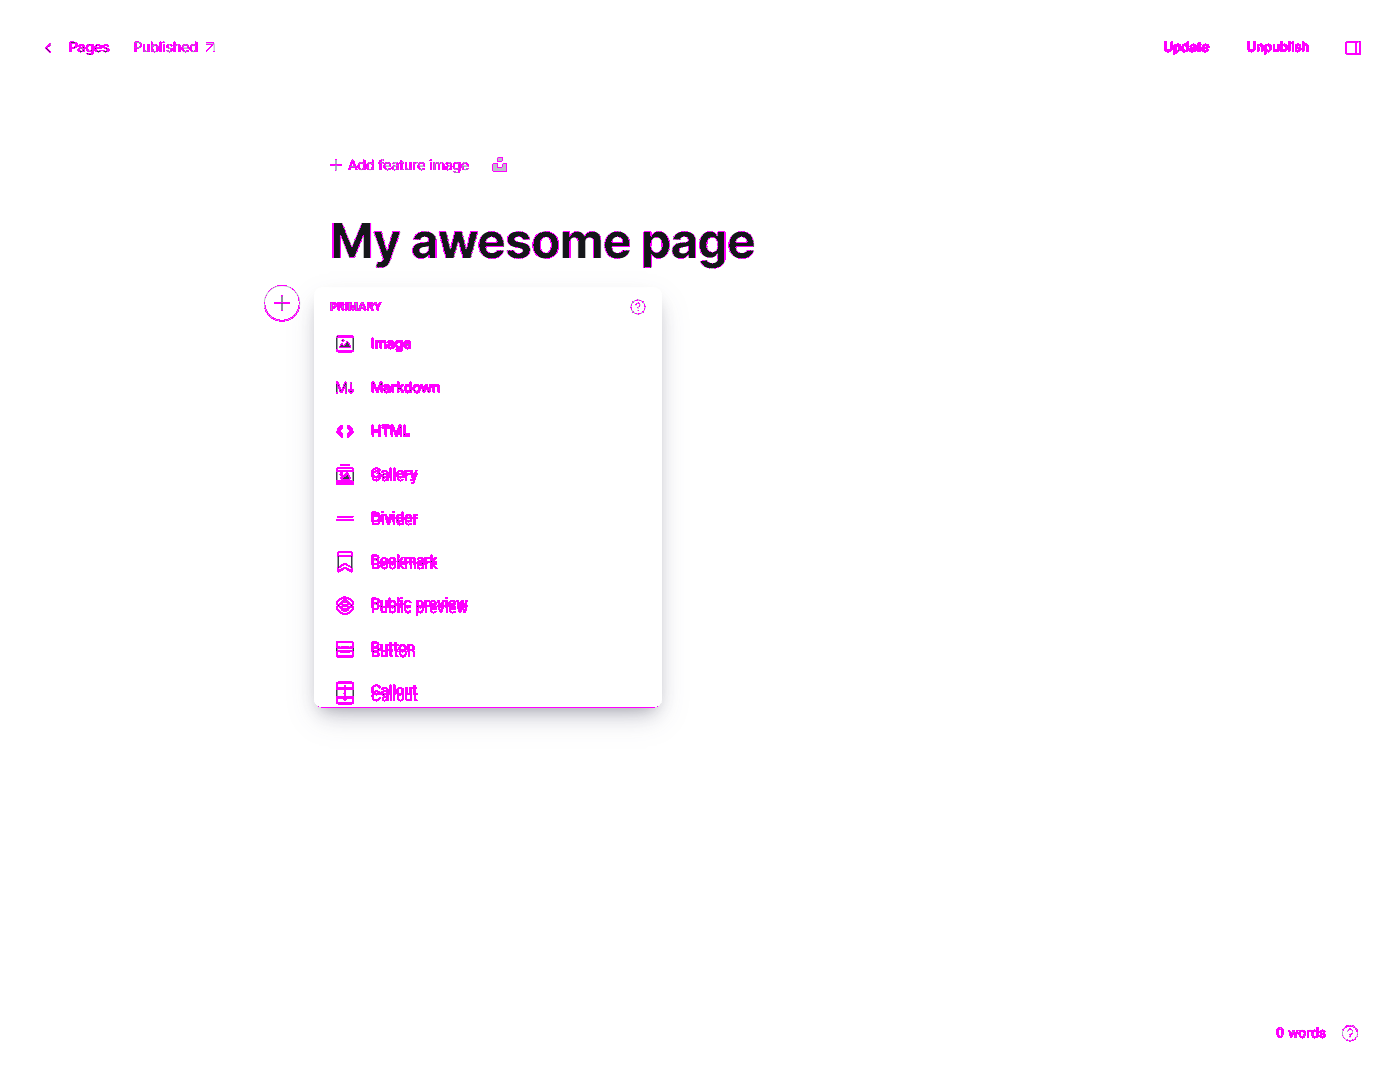 Pages Published Update Unpublish
Add feature image
My awesome page
PRIMARY
Image
Markdown
HTML
Gallery
Divider
Bookmark
Public preview
Button
Callout
0 words